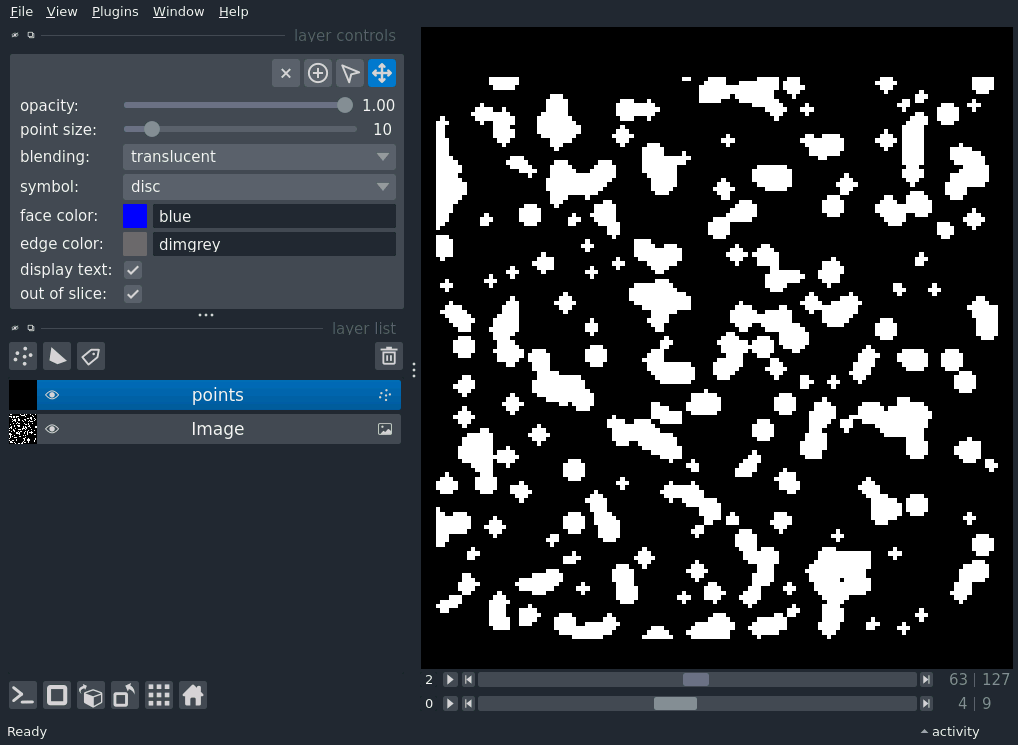 File View Plugins Window Help
layer controls
opacity: 1.00
point size: 10
blending: translucent
symbol: disc
face color: blue
edge color: dimgrey
display text:
out of slice:
layer list
points
Image
2 63 | 127
0 4 | 9
Ready activity